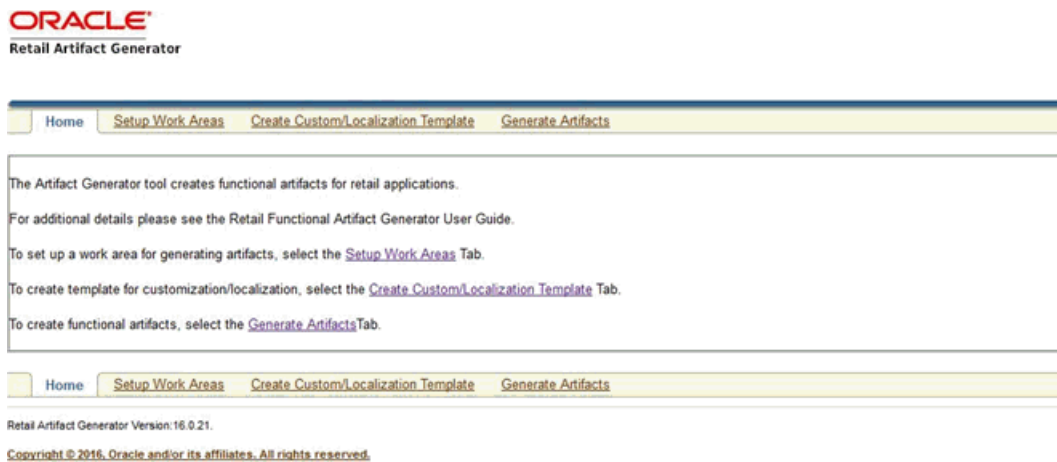 ORACLE
Retail Artifact Generator
Home Setup Work Areas Create Custom/Localization Template Generate Artifacts
The Artifact Generator tool creates functional artifacts for retail applications.
For additional details please see the Retail Functional Artifact Generator User Guide.
To set up a work area for generating artifacts, select the Setup Work Areas Tab.
To create template for customization/localization, select the Create Custom/Localization Template Tab.
To create functional artifacts, select the Generate ArtifactsTab.
Home Setup Work Areas Create Custom/Localization Template Generate Artifacts
Retail Artifact Generator Version:16.0.21.
Copyright © 2016, Oracle and/or its affiliates. All rights reserved.